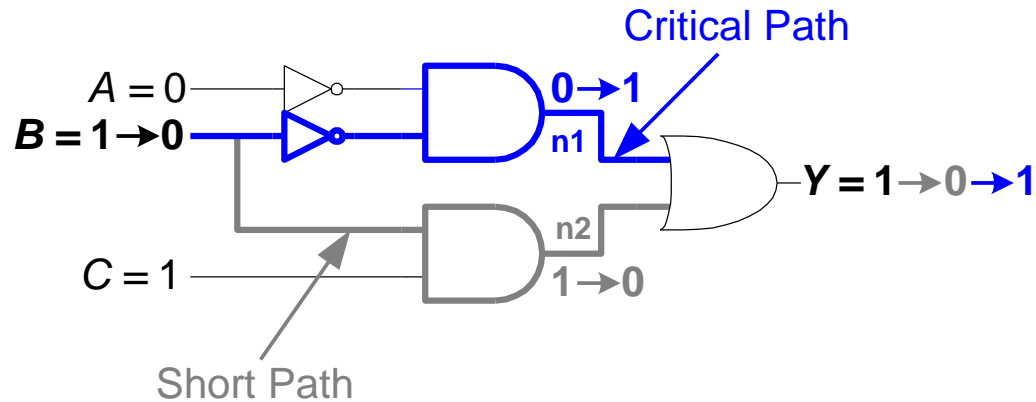 Critical Path
A = 0
0→1
B = 1→0
n1
Y = 1→0→1
n2
C = 1
1→0
Short Path